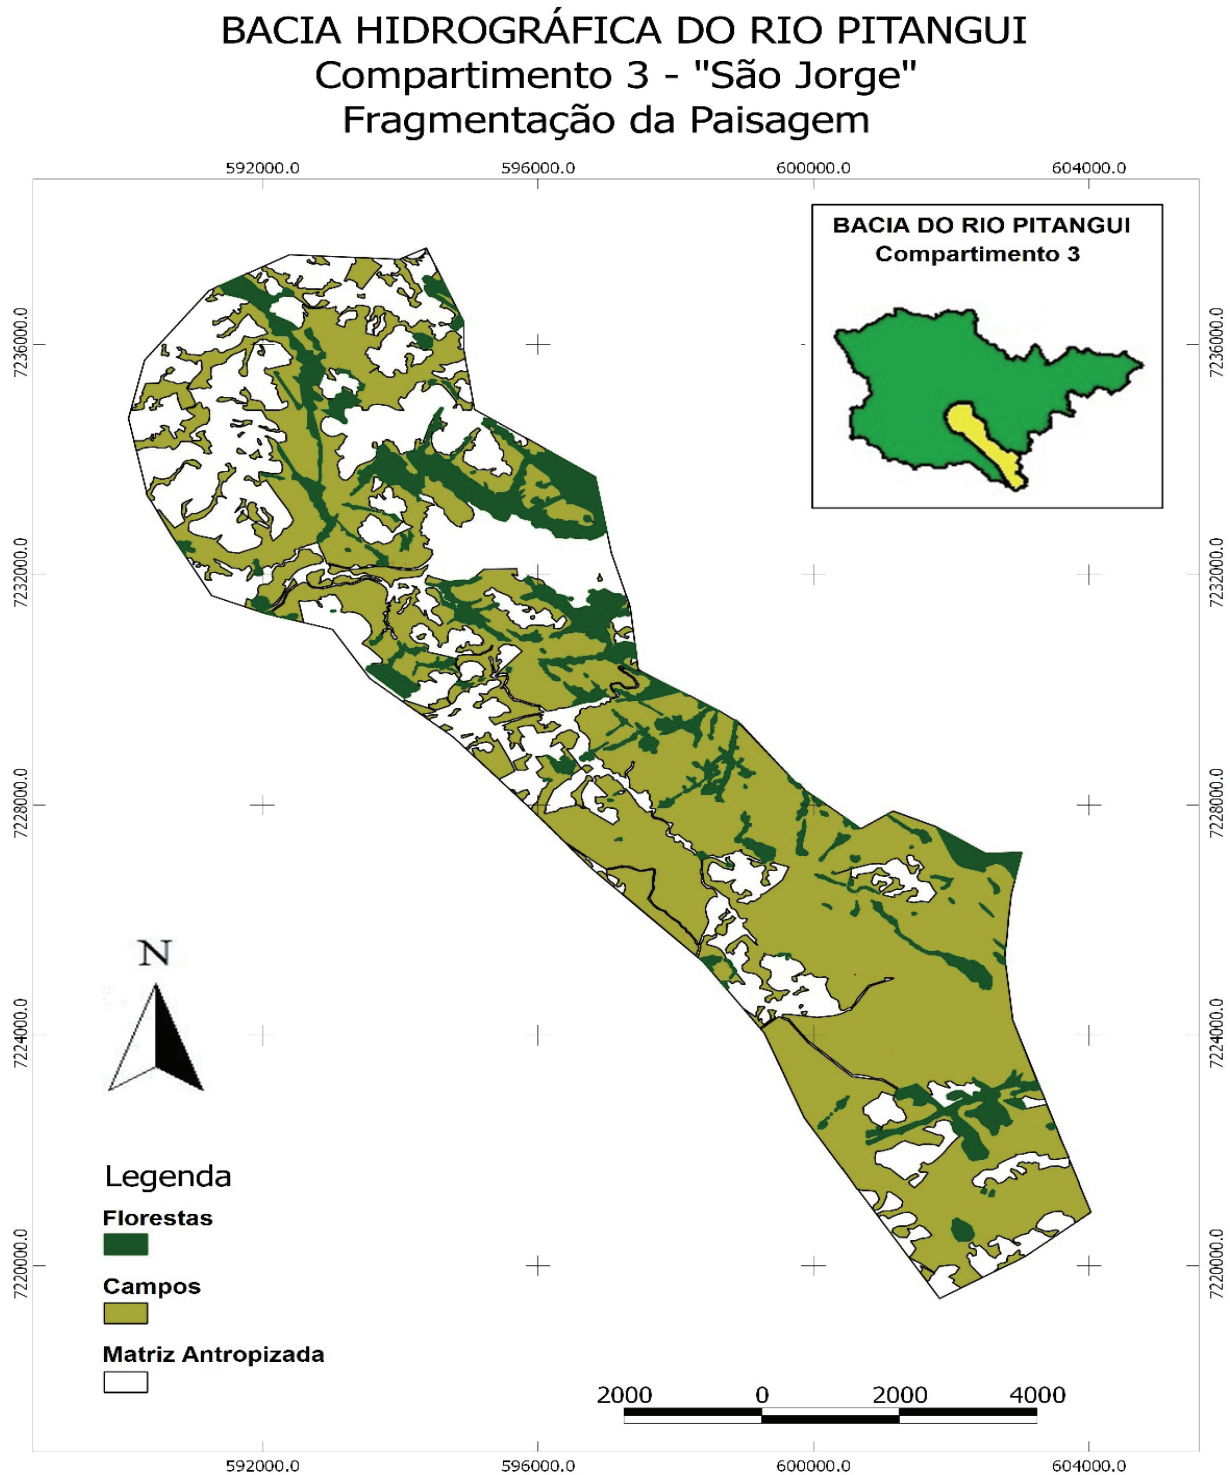 BACIA HIDROGRÁFICA DO RIO PITANGUI
Compartimento 3 - "São Jorge"
Fragmentação da Paisagem
592000.0 596000.0 600000.0 604000.0
BACIA DO RIO PITANGUI
Compartimento 3
7236000.0 7236000.0
7232000.0 7232000.0
7228000.0 7228000.0
N
7224000.0 7224000.0
Legenda
Florestas
7220000.0 7220000.0
Campos
Matriz Antropizada
2000 0 2000 4000
592000.0 596000.0 600000.0 604000.0